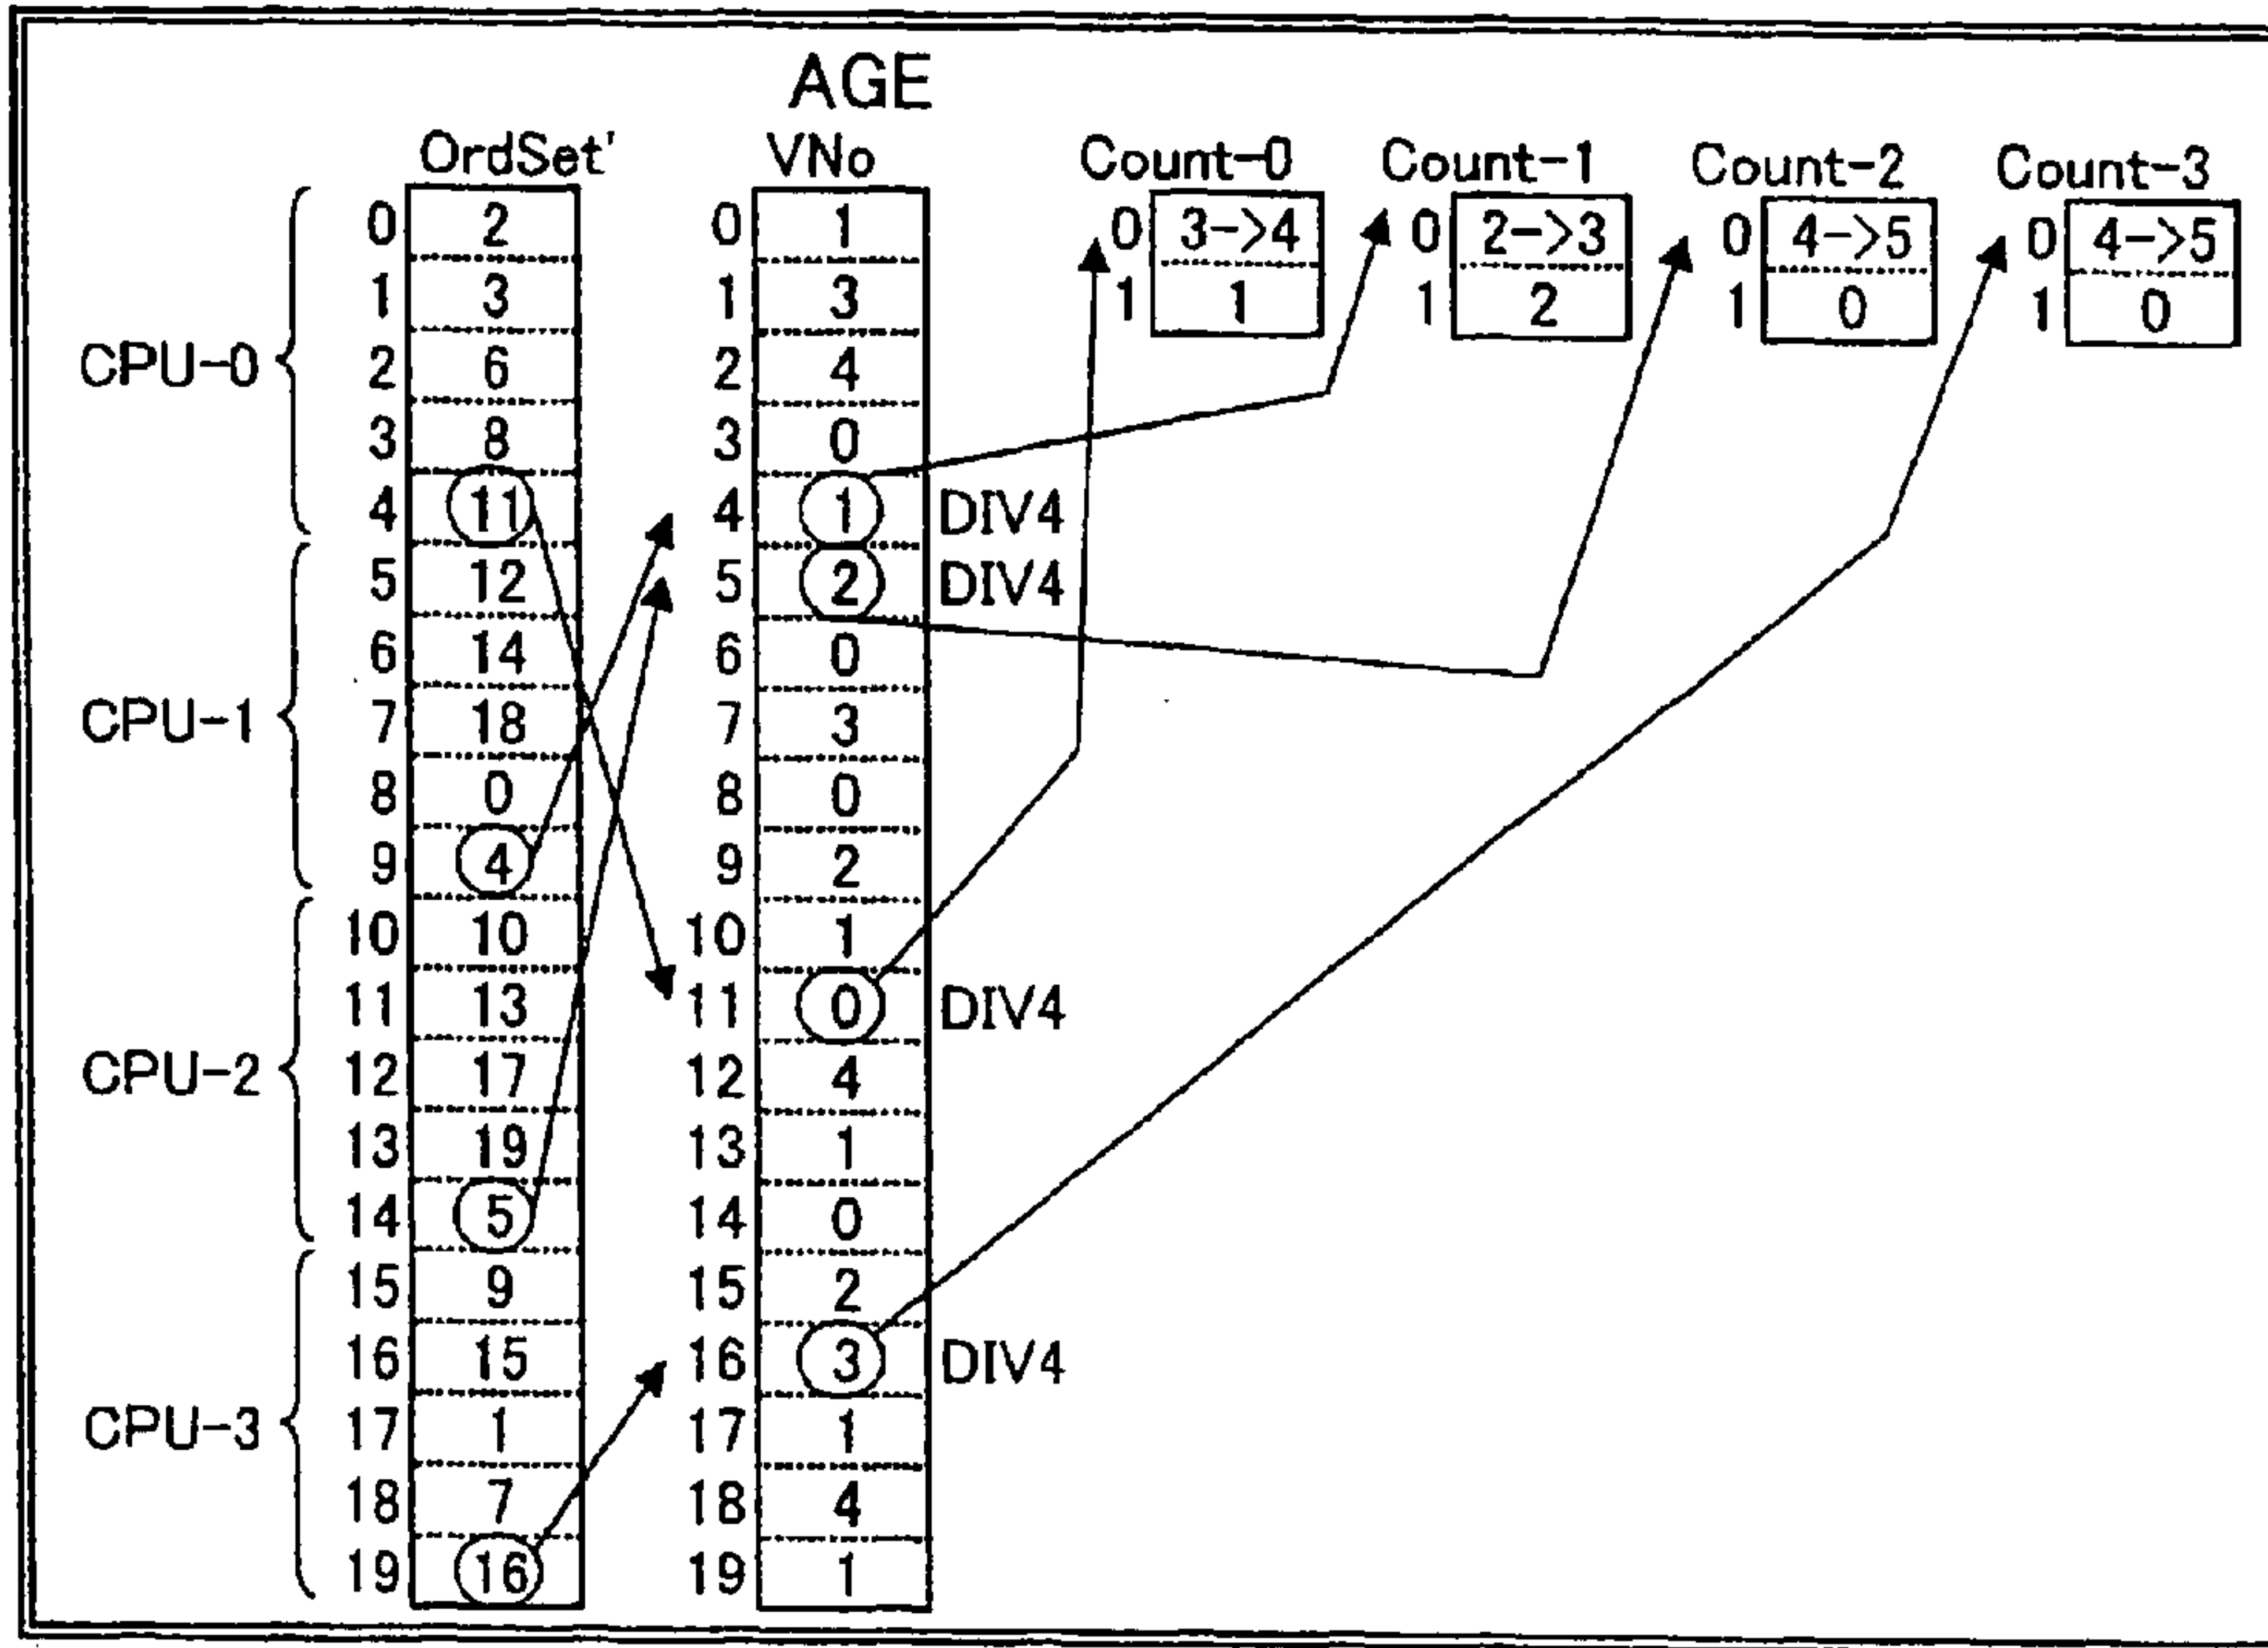 AGE
OrdSet' VNo Count-0 Count-1 Count-2 Count-3
0 2 0 1 0 3->4 0 2->3 0 4->5 0 4->5
1 3 1 3 1 1 1 2 1 0 1 0
CPU-0 2 6 2 4
3 8 3 0
4 11 4 1 DIV4
5 12 5 2 DIV4
6 14 6 0
CPU-1 7 18 7 3
8 0 8 0
9 4 9 2
10 10 10 1
11 13 11 0 DIV4
CPU-2 12 17 12 4
13 19 13 1
14 5 14 0
15 9 15 2
16 15 16 3 DIV4
CPU-3 17 1 17 1
18 7 18 4
19 16 19 1